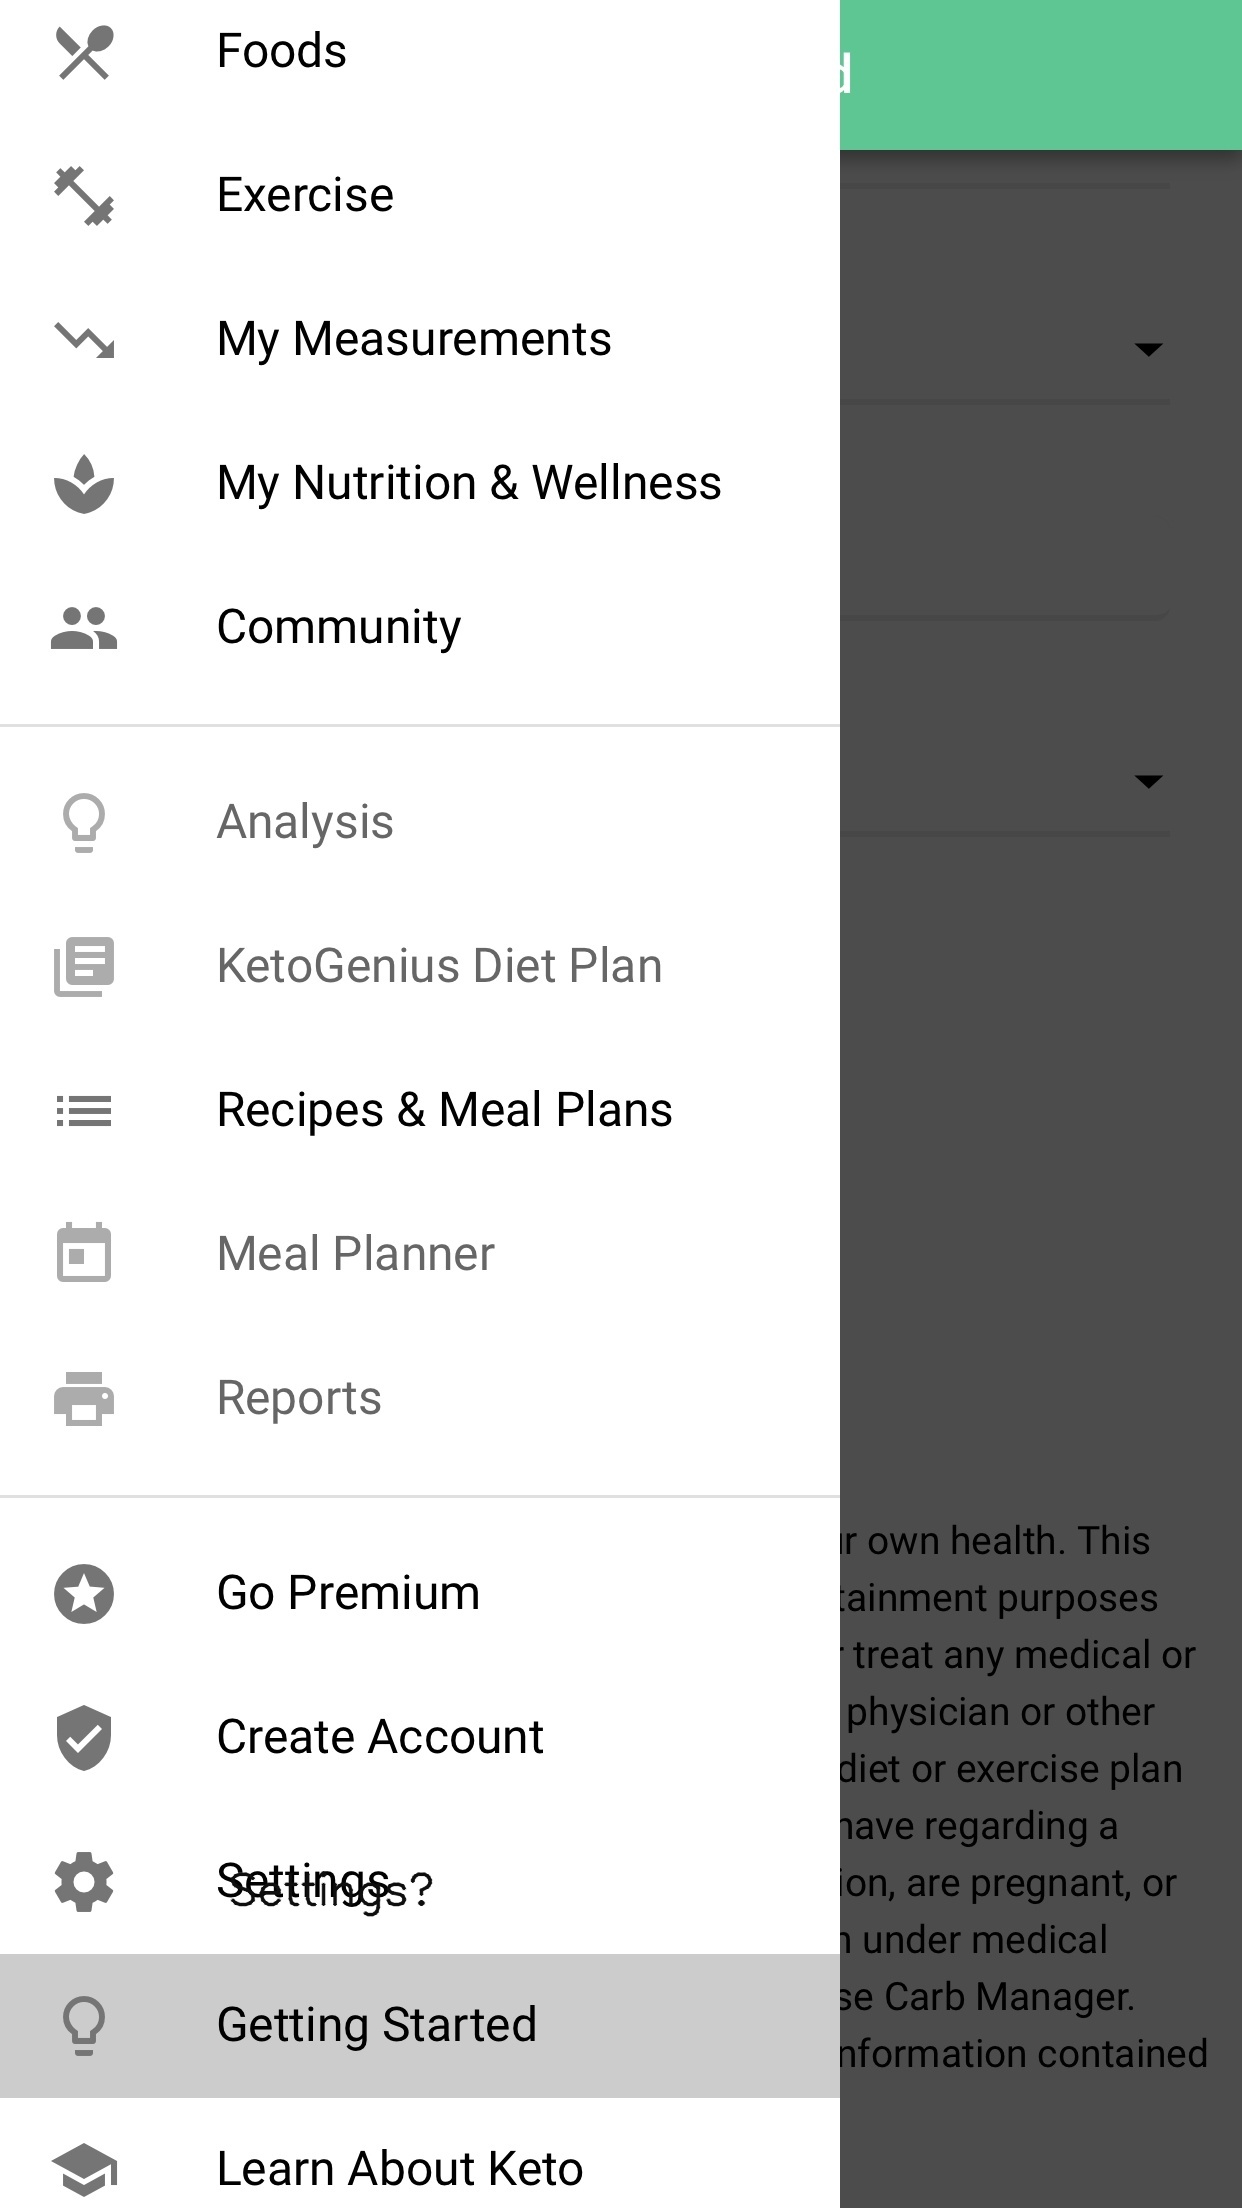 Foods
d
Exercise
My Measurements
My Nutrition & Wellness
Community
Analysis
KetoGenius Diet Plan
Recipes & Meal Plans
Meal Planner
Reports
Go Premium
Create Account
Settings
Settings?
Getting Started
Learn About Keto
r own health. This
tainment purposes
treat any medical or
physician or other
diet or exercise plan
have regarding a
ion, are pregnant, or
under medical
se Carb Manager.
nformation contained